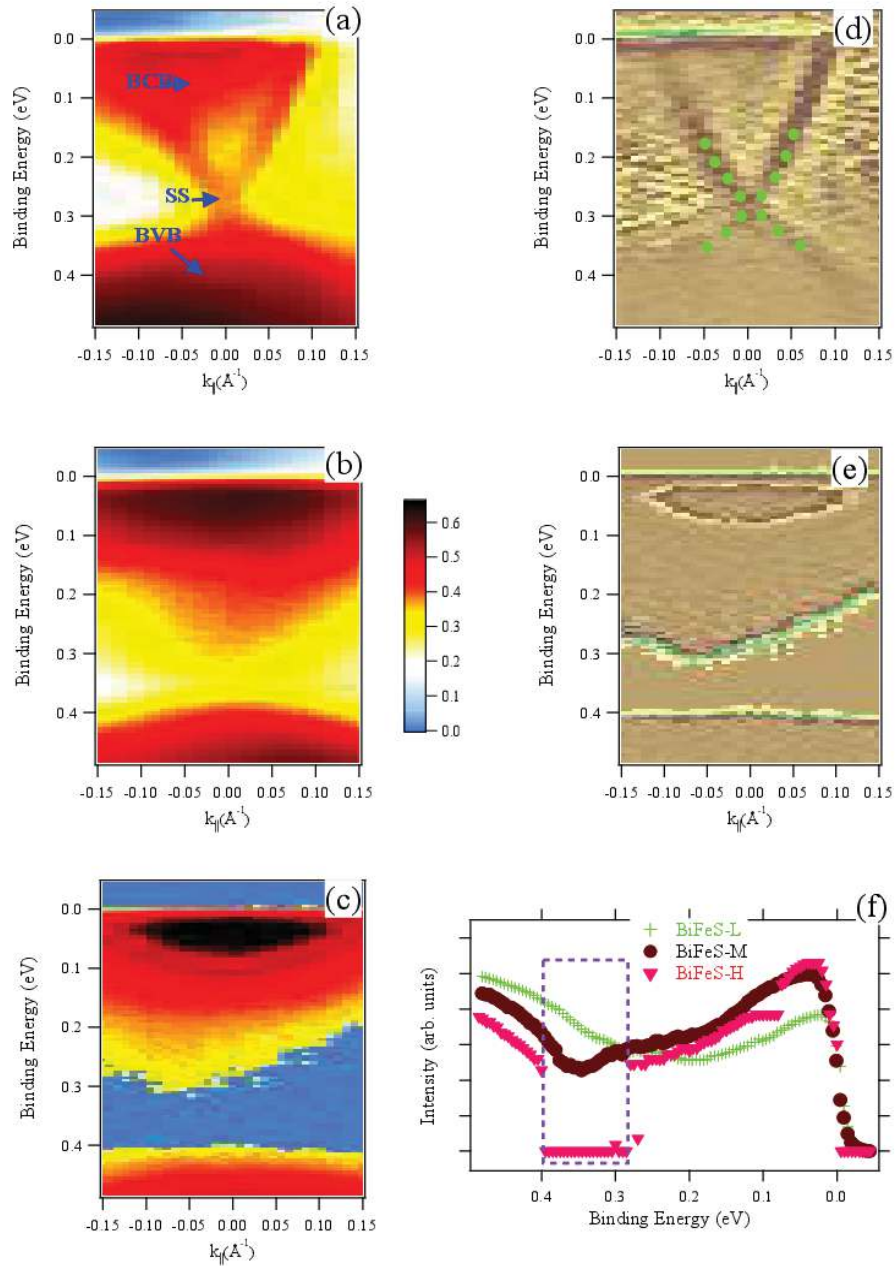 (a)
BCB
SS
BVB
0.0
0.1
0.2
0.3
0.4
Binding Energy (eV)
-0.15 -0.10 -0.05 0.00 0.05 0.10 0.15
k||(Å-1)
(d)
0.0
0.1
0.2
0.3
0.4
Binding Energy (eV)
-0.15 -0.10 -0.05 0.00 0.05 0.10 0.15
k||(Å-1)
(b)
0.0
0.1
0.2
0.3
0.4
Binding Energy (eV)
-0.15 -0.10 -0.05 0.00 0.05 0.10 0.15
k||(Å-1)
0.6
0.5
0.4
0.3
0.2
0.1
0.0
(e)
0.0
0.1
0.2
0.3
0.4
Binding Energy (eV)
-0.15 -0.10 -0.05 0.00 0.05 0.10 0.15
k||(Å-1)
(c)
0.0
0.1
0.2
0.3
0.4
Binding Energy (eV)
-0.15 -0.10 -0.05 0.00 0.05 0.10 0.15
k||(Å-1)
(f)
BiFeS-L
BiFeS-M
BiFeS-H
Intensity (arb. units)
0.4 0.3 0.2 0.1 0.0
Binding Energy (eV)